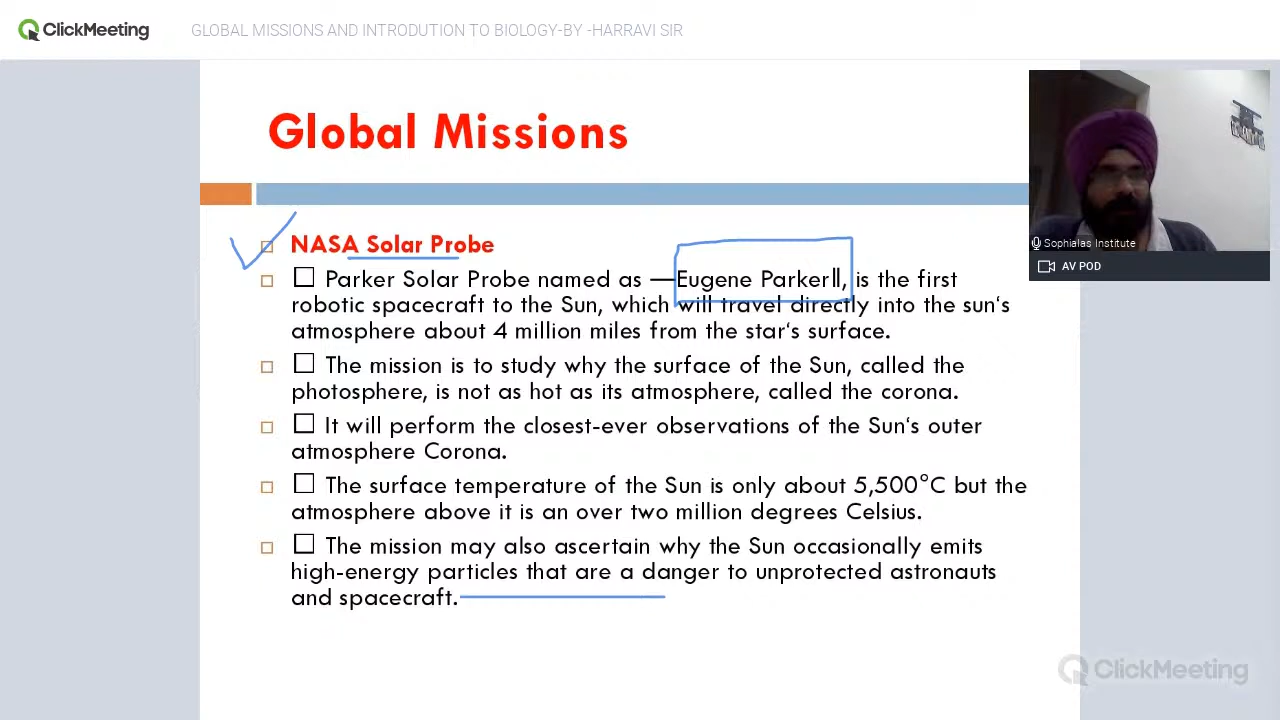 ClickMeeting
GLOBAL MISSIONS AND INTRODUTION TO BIOLOGY-BY -HARRAVI SIR
Global Missions
NASA Solar Probe
☐ Parker Solar Probe named as ―Eugene Parker‖, is the first
robotic spacecraft to the Sun, which will travel directly into the sun‘s
atmosphere about 4 million miles from the star‘s surface.
☐ The mission is to study why the surface of the Sun, called the
photosphere, is not as hot as its atmosphere, called the corona.
☐ It will perform the closest-ever observations of the Sun‘s outer
atmosphere Corona.
☐ The surface temperature of the Sun is only about 5,500°C but the
atmosphere above it is an over two million degrees Celsius.
☐ The mission may also ascertain why the Sun occasionally emits
high-energy particles that are a danger to unprotected astronauts
and spacecraft.
Sophialas Institute
AV POD
ClickMeeting